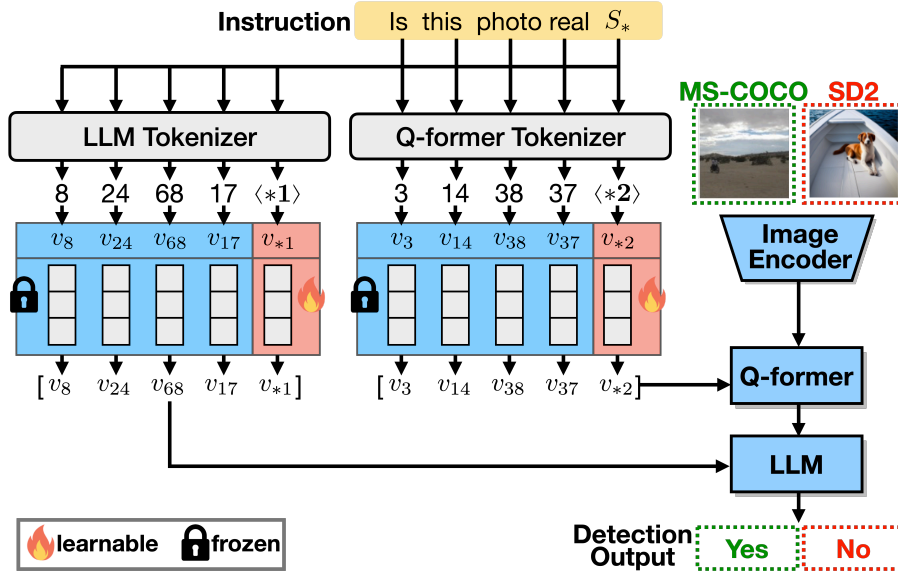 Instruction Is this photo real S*
MS-COCO SD2
LLM Tokenizer Q-former Tokenizer
8 24 68 17 ⟨*1⟩ 3 14 38 37 ⟨*2⟩
v8 v24 v68 v17 v*1 v3 v14 v38 v37 v*2
Image
Encoder
[v8 v24 v68 v17 v*1] [v3 v14 v38 v37 v*2]
Q-former
LLM
learnable frozen
Detection
Output
Yes No